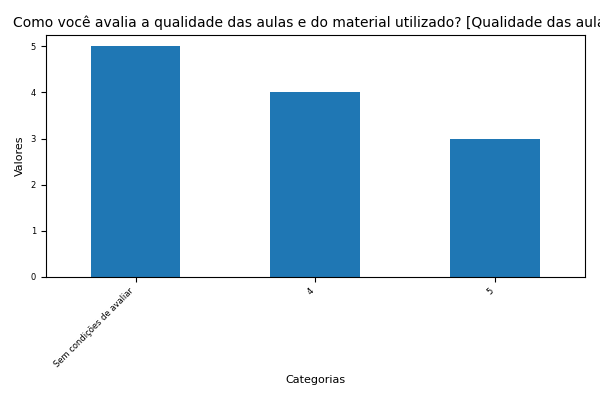 Como você avalia a qualidade das aulas e do material utilizado? [Qualidade das
5
4
3
2
1
0
Valores
Sem condições de avaliar
4
5
Categorias